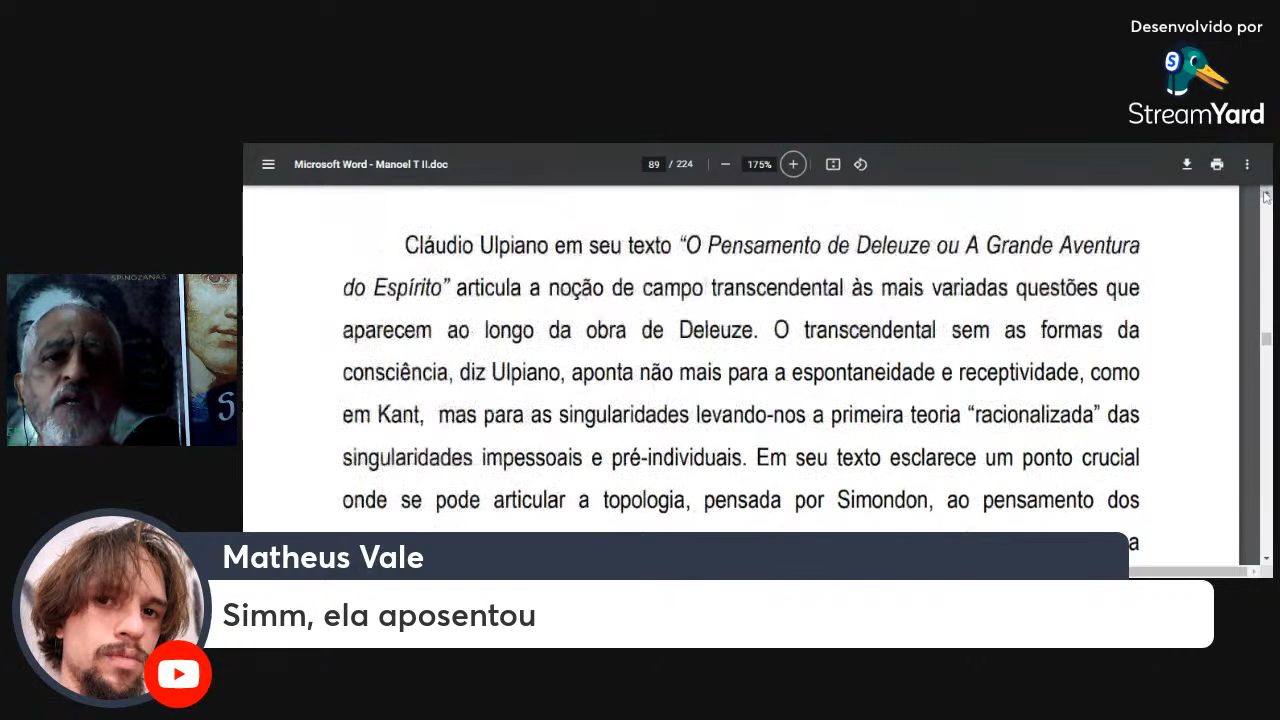 Desenvolvido por
StreamYard
Microsoft Word - Manoel T II.doc
89 / 224
175%
Cláudio Ulpiano em seu texto “O Pensamento de Deleuze ou A Grande Aventura
do Espírito” articula a noção de campo transcendental às mais variadas questões que
aparecem ao longo da obra de Deleuze. O transcendental sem as formas da
consciência, diz Ulpiano, aponta não mais para a espontaneidade e receptividade, como
em Kant, mas para as singularidades levando-nos a primeira teoria “racionalizada” das
singularidades impessoais e pré-individuais. Em seu texto esclarece um ponto crucial
onde se pode articular a topologia, pensada por Simondon, ao pensamento dos
a
SPINOZANAS
S
Matheus Vale
Simm, ela aposentou